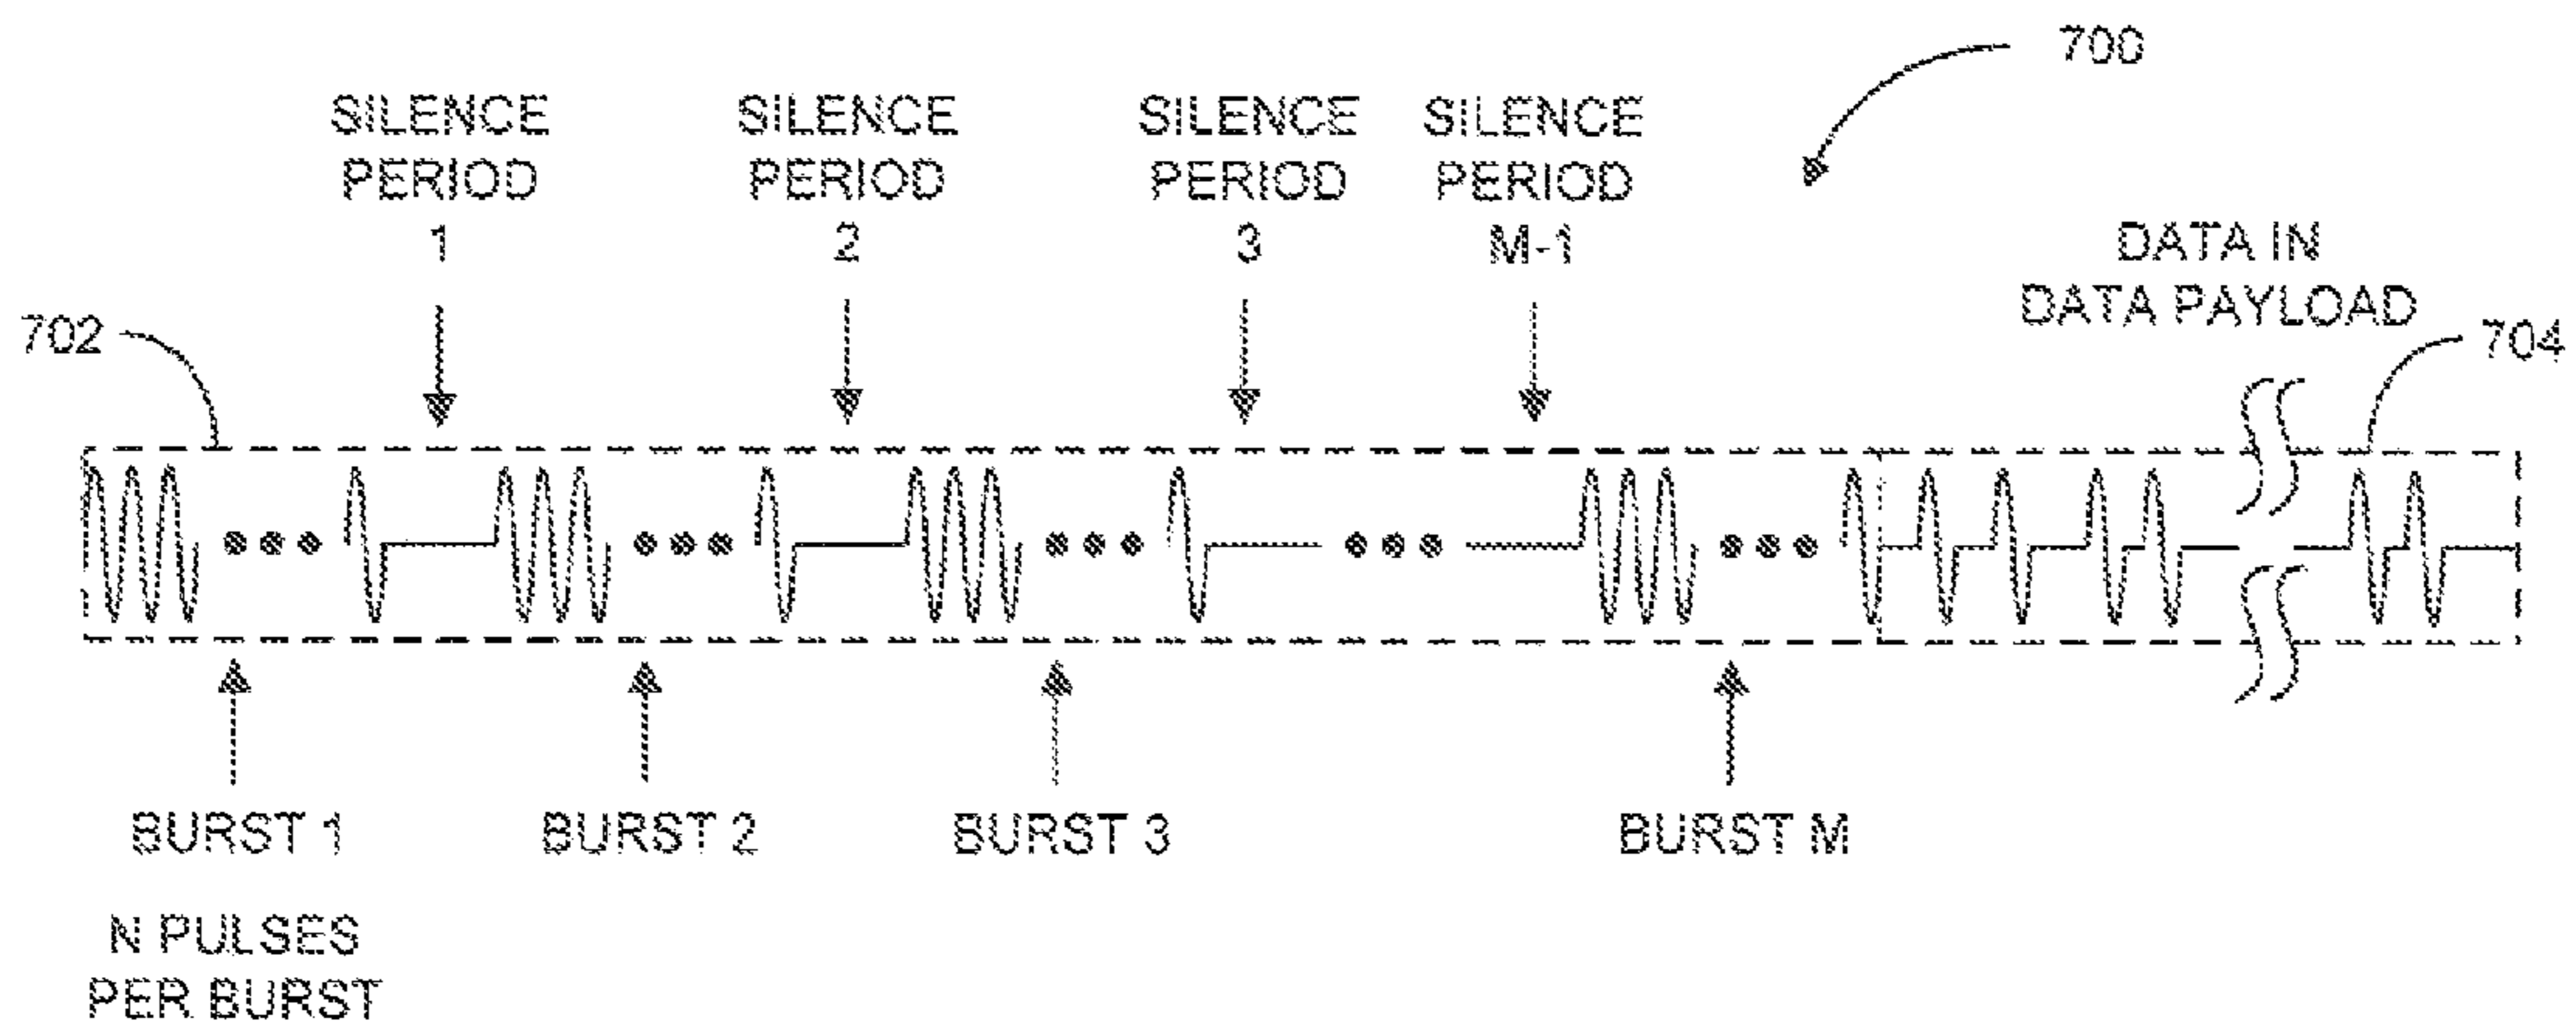 700
SILENCE
PERIOD
1
SILENCE
PERIOD
2
SILENCE
PERIOD
3
SILENCE
PERIOD
M-1
DATA IN
DATA PAYLOAD
702
704
BURST 1
BURST 2
BURST 3
BURST M
N PULSES
PER BURST